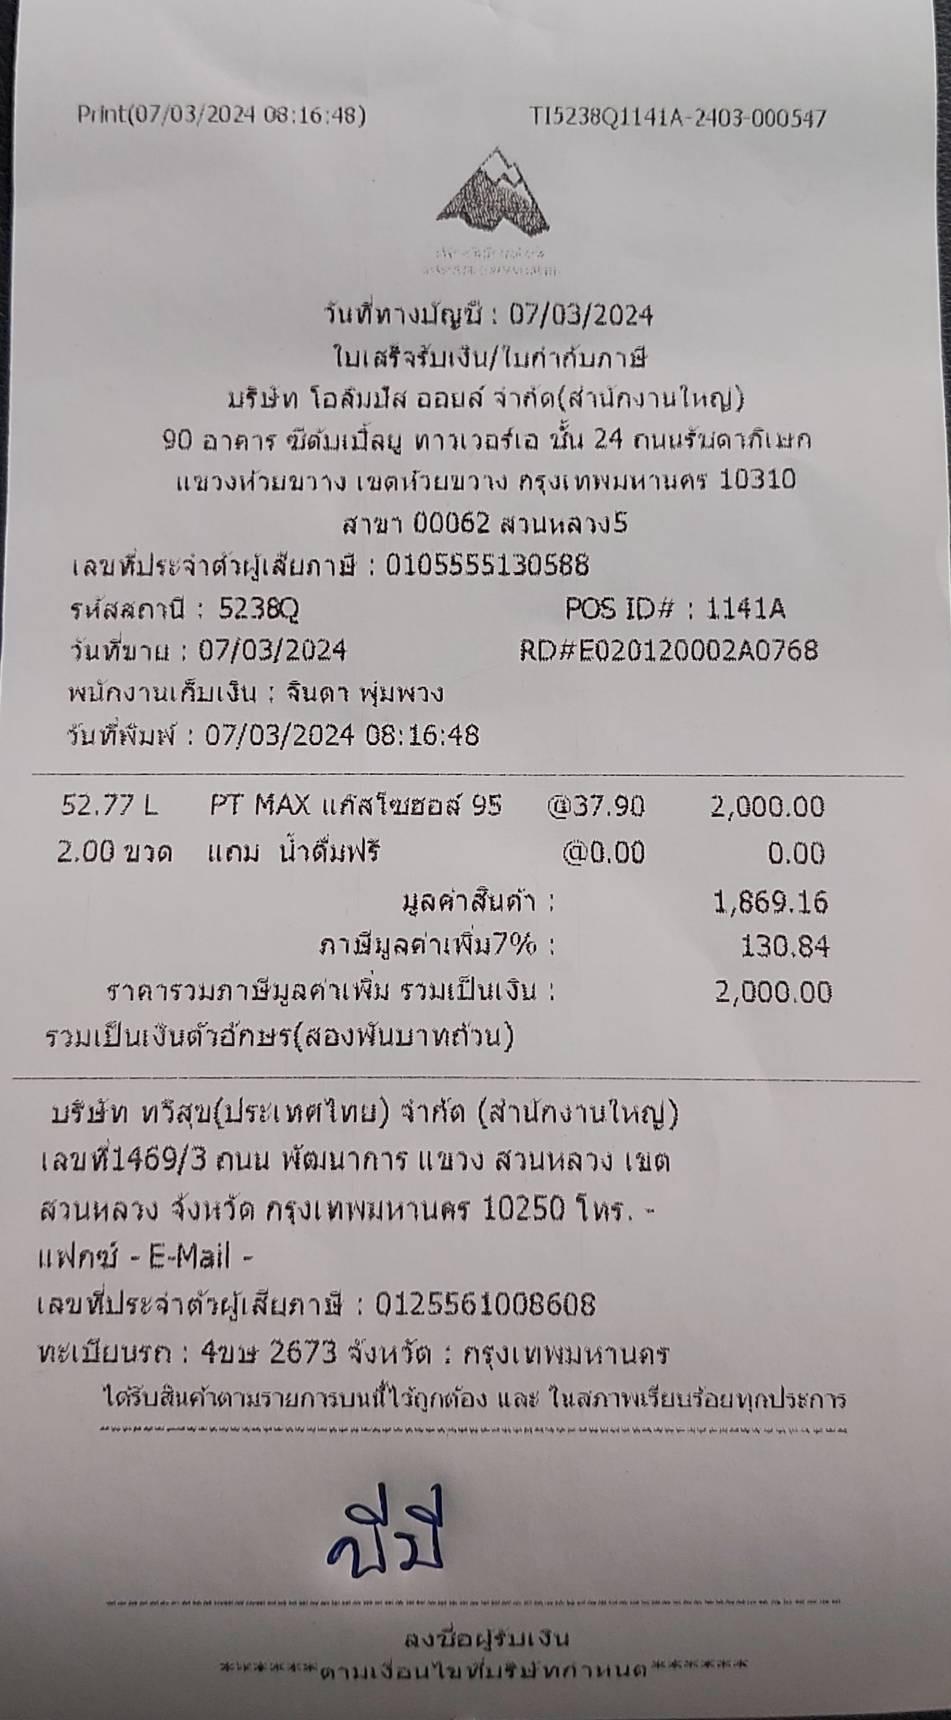 Print(07/03/2024 08:16:48) TI5238Q1141A-2403-000547
วันที่ทางบัญชี : 07/03/2024
ใบเสร็จรับเงิน/ใบกำกับภาษี
บริษัท โอลิมปัส ออยล์ จำกัด(สำนักงานใหญ่)
90 อาคาร ซีดับเบิ้ลยู ทาวเวอร์เอ ชั้น 24 ถนนรัชดาภิเษก
แขวงห้วยขวาง เขตห้วยขวาง กรุงเทพมหานคร 10310
สาขา 00062 สวนหลวง5
เลขที่ประจำตัวผู้เสียภาษี : 0105555130588
รหัสสถานี : 5238Q POS ID# : 1141A
วันที่ขาย : 07/03/2024 RD#E020120002A0768
พนักงานเก็บเงิน : จินดา พุ่มพวง
วันที่พิมพ์ : 07/03/2024 08:16:48
52.77 L PT MAX แก๊สโซฮอล์ 95 @37.90 2,000.00
2.00 ขวด แถม น้ำดื่มฟรี @0.00 0.00
มูลค่าสินค้า : 1,869.16
ภาษีมูลค่าเพิ่ม7% : 130.84
ราคารวมภาษีมูลค่าเพิ่ม รวมเป็นเงิน : 2,000.00
รวมเป็นเงินตัวอักษร(สองพันบาทถ้วน)
บริษัท ทวีสุข(ประเทศไทย) จำกัด (สำนักงานใหญ่)
เลขที่1469/3 ถนน พัฒนาการ แขวง สวนหลวง เขต
สวนหลวง จังหวัด กรุงเทพมหานคร 10250 โทร. -
แฟกซ์ - E-Mail -
เลขที่ประจำตัวผู้เสียภาษี : 0125561008608
ทะเบียนรถ : 4ขษ 2673 จังหวัด : กรุงเทพมหานคร
ได้รับสินค้าตามรายการบนนี้ไว้ถูกต้อง และ ในสภาพเรียบร้อยทุกประการ
บีบี
ลงชื่อผู้รับเงิน
******ตามเงื่อนไขที่บริษัทกำหนด******